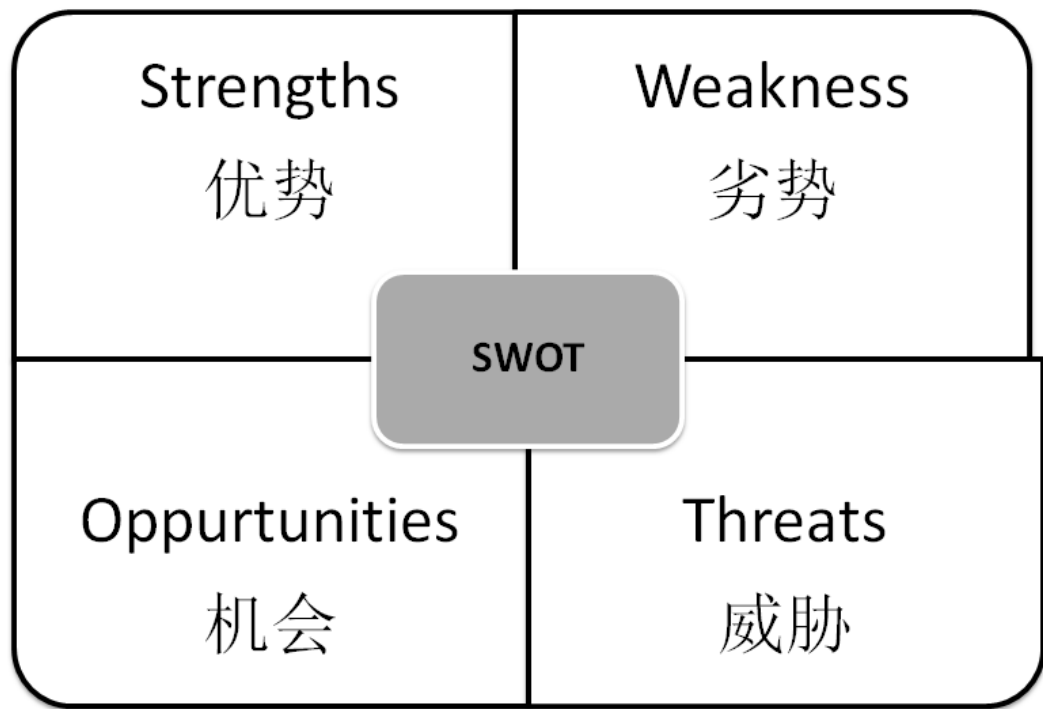 Strengths
优势
Weakness
劣势
SWOT
Oppurtunities
机会
Threats
威胁